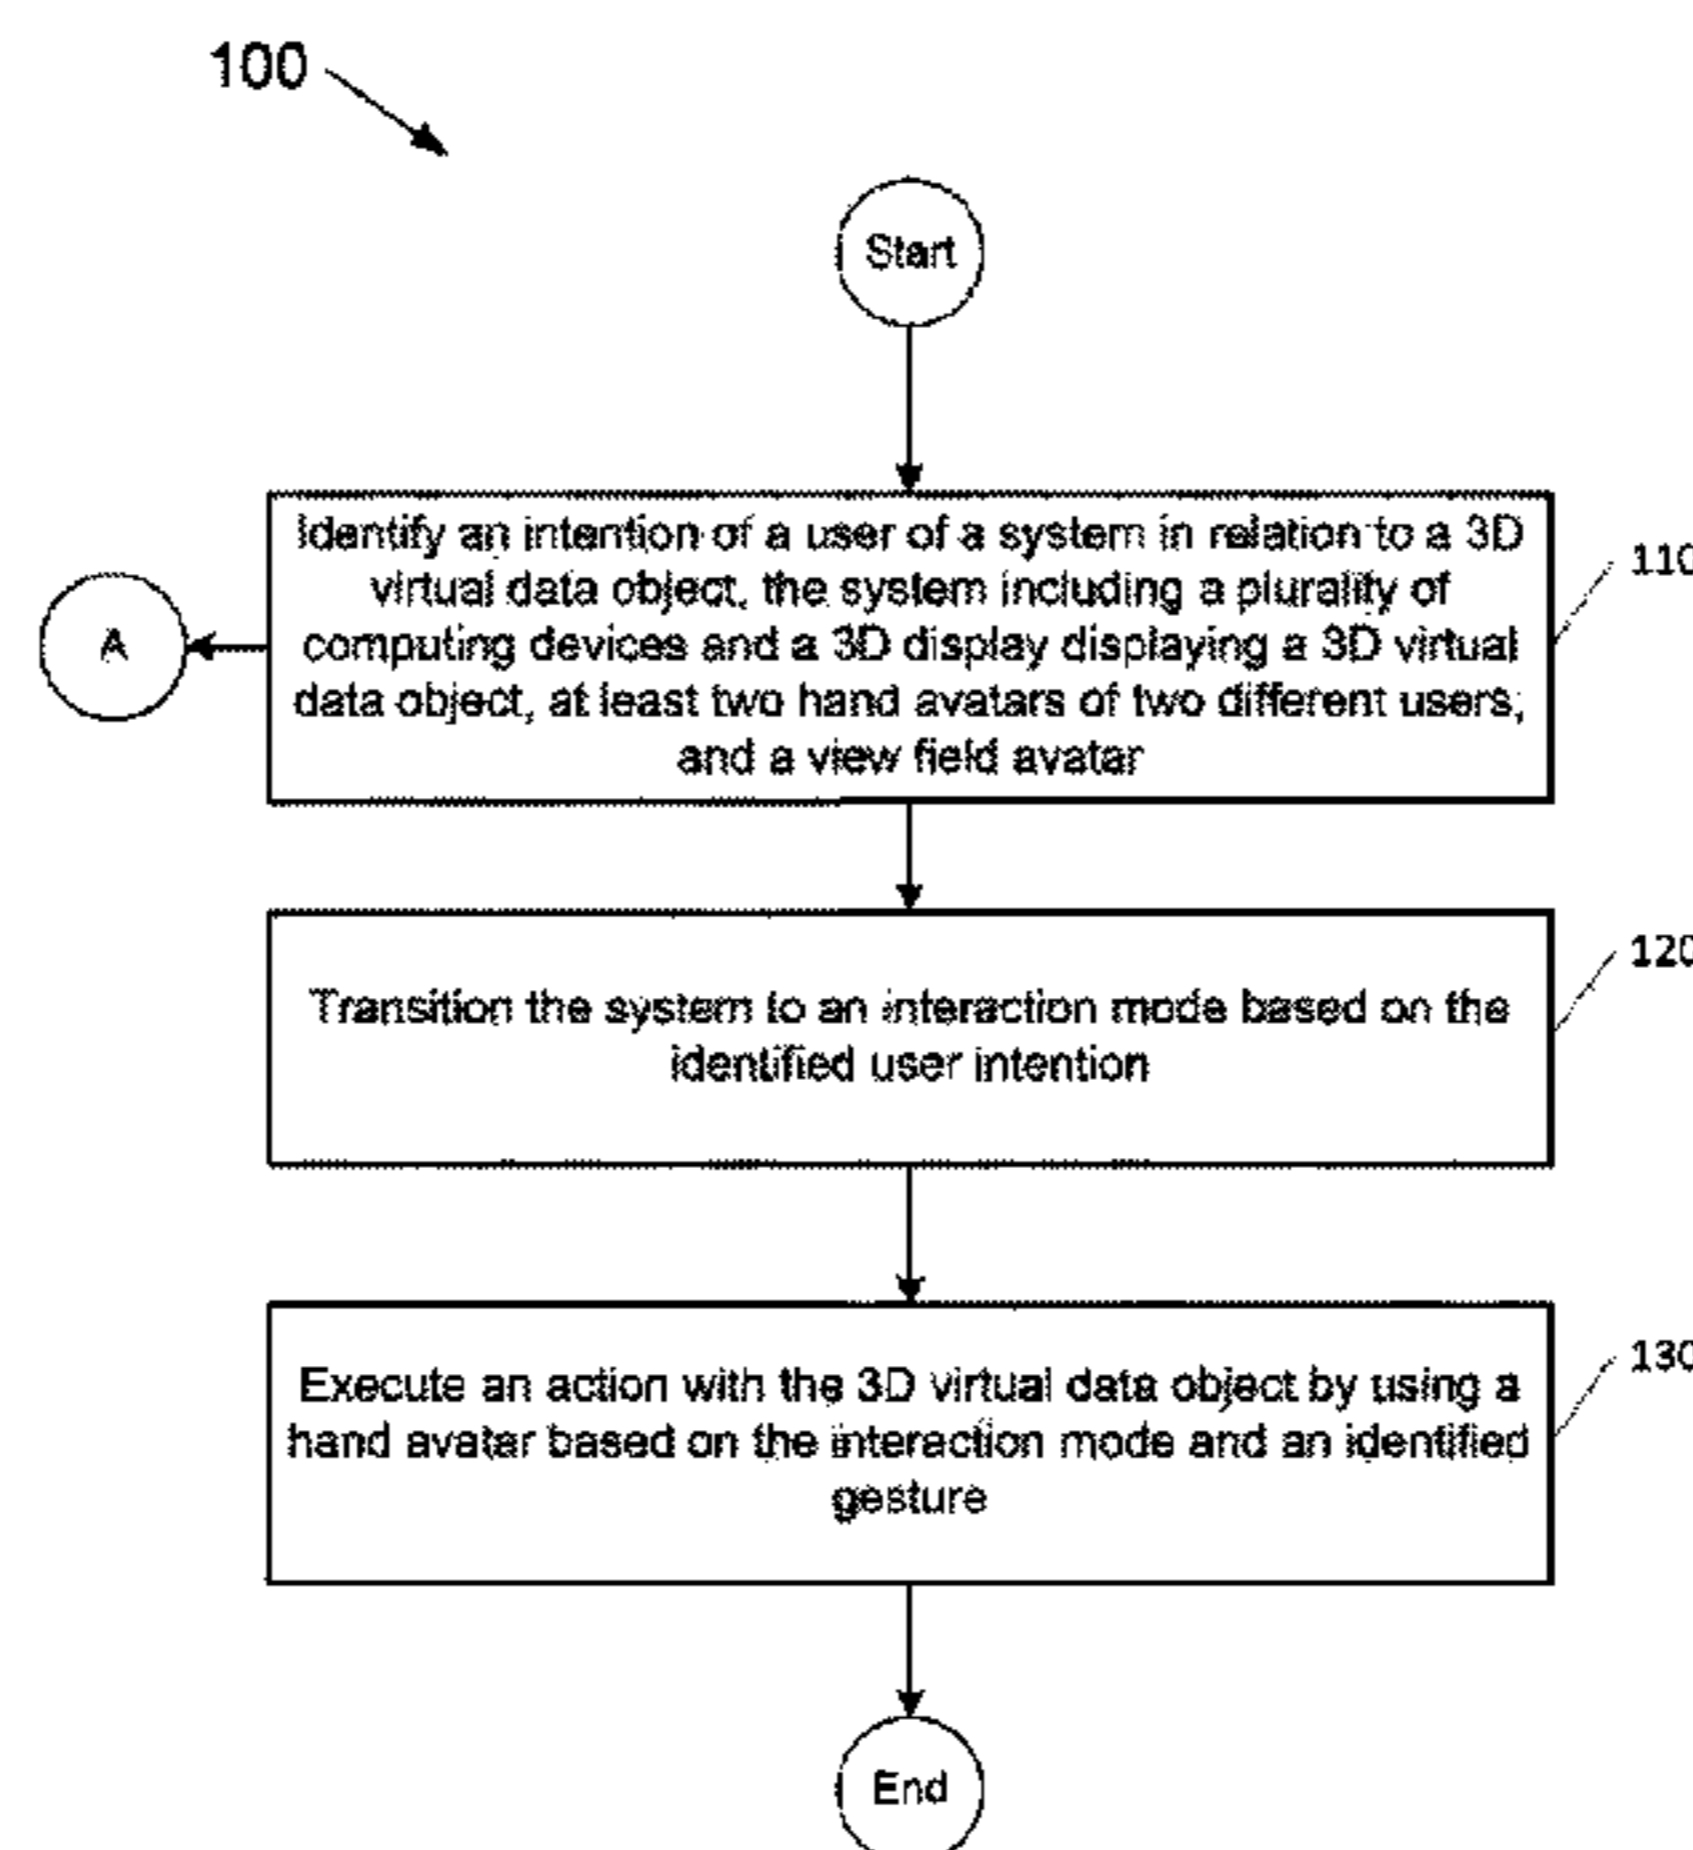 100
Start
Identify an intention of a user of a system in relation to a 3D
virtual data object, the system including a plurality of
computing devices and a 3D display displaying a 3D virtual
data object, at least two hand avatars of two different users,
and a view field avatar
110
A
Transition the system to an interaction mode based on the
identified user intention
120
Execute an action with the 3D virtual data object by using a
hand avatar based on the interaction mode and an identified
gesture
130
End